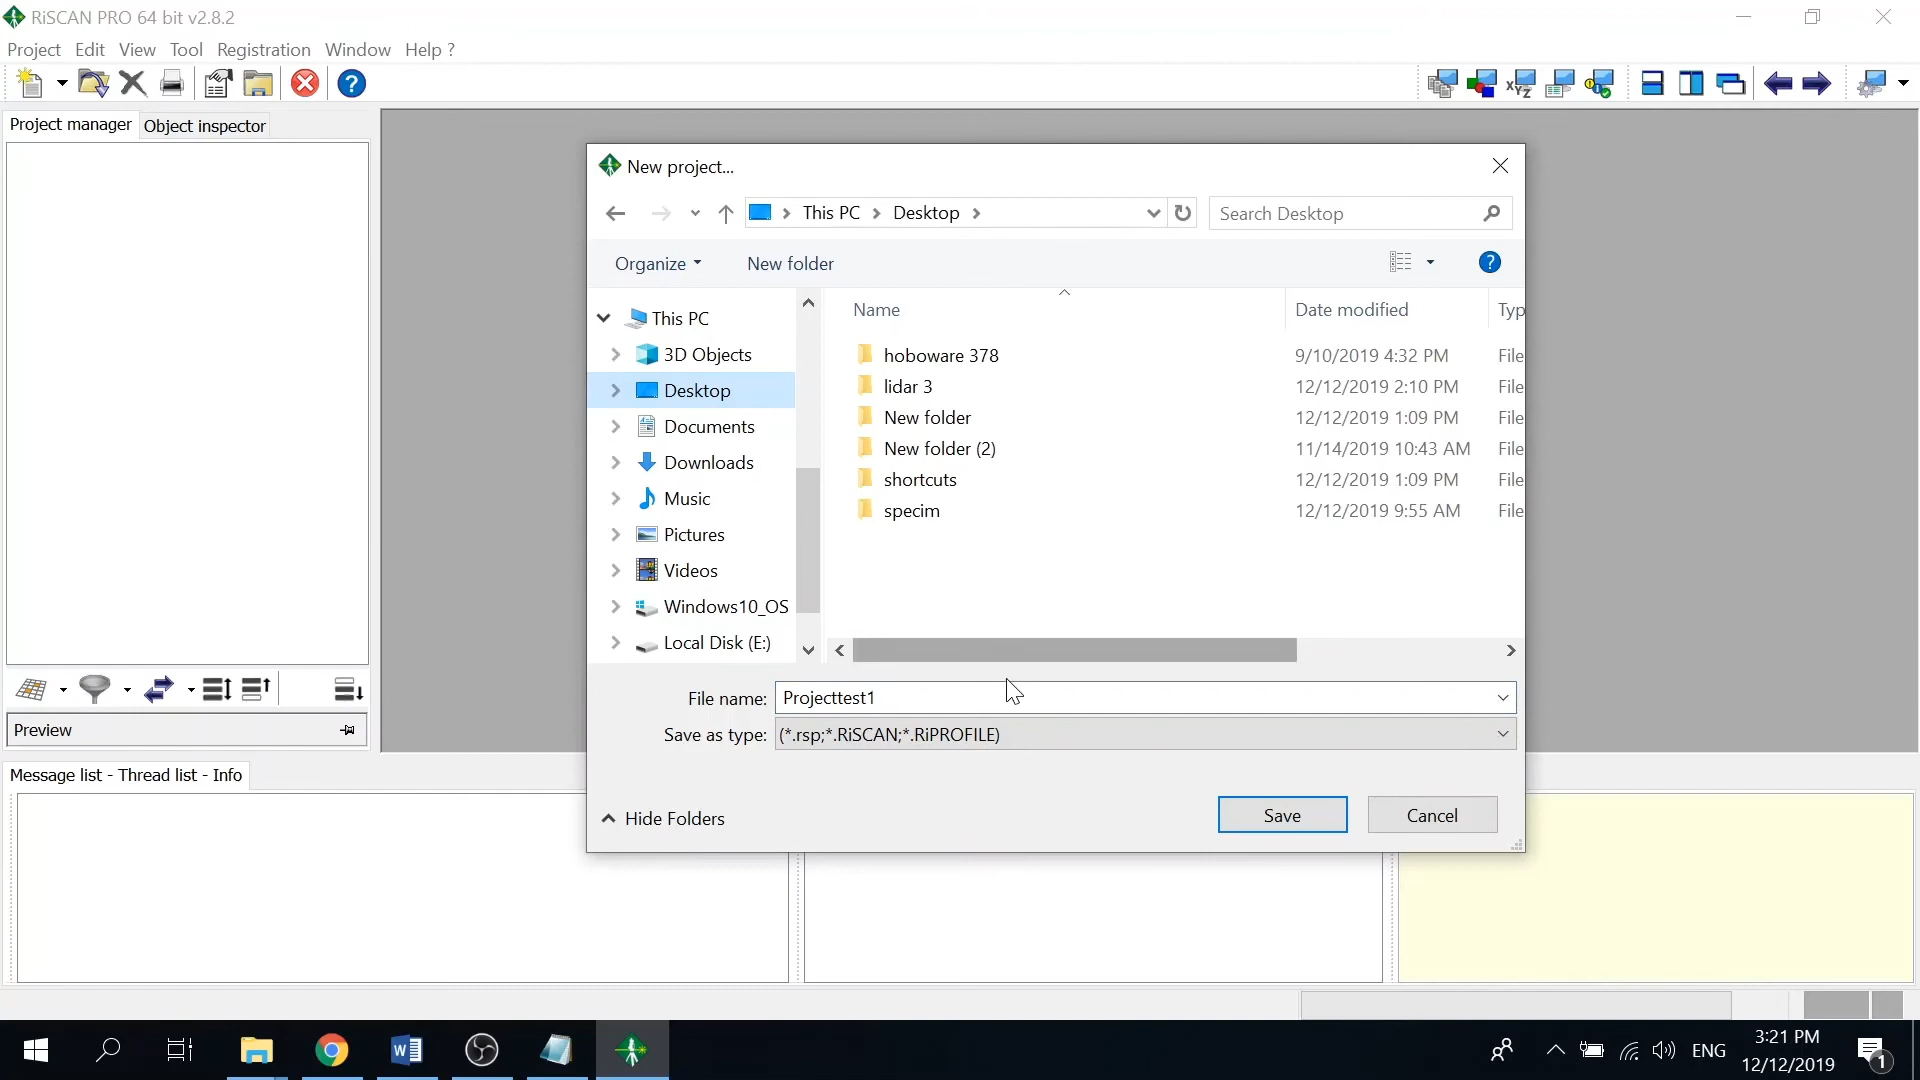 RiSCAN PRO 64 bit v2.8.2
Project Edit View Tool Registration Window Help ?
Project manager
Object inspector
New project...
This PC
Desktop
Search Desktop
Organize
New folder
This PC
3D Objects
Desktop
Documents
Downloads
Music
Pictures
Videos
Windows10_OS
Local Disk (E:)
Name Date modified Typ
hoboware 378 9/10/2019 4:32 PM File
lidar 3 12/12/2019 2:10 PM File
New folder 12/12/2019 1:09 PM File
New folder (2) 11/14/2019 10:43 AM File
shortcuts 12/12/2019 1:09 PM File
specim 12/12/2019 9:55 AM File
File name: Projecttest1
Save as type: (*.rsp;*.RiSCAN;*.RiPROFILE)
Hide Folders
Save
Cancel
Preview
Message list - Thread list - Info
ENG
3:21 PM
12/12/2019
1